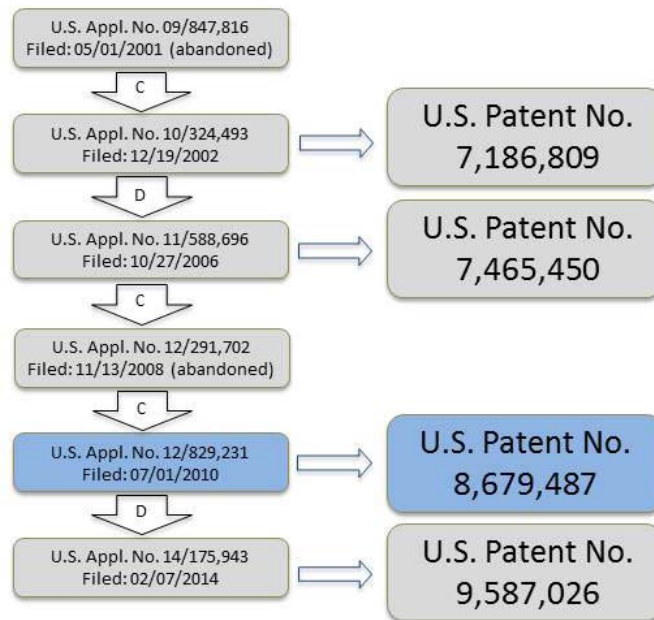 U.S. Appl. No. 09/847,816
Filed: 05/01/2001 (abandoned)
C
U.S. Appl. No. 10/324,493
Filed: 12/19/2002
U.S. Patent No.
7,186,809
D
U.S. Appl. No. 11/588,696
Filed: 10/27/2006
U.S. Patent No.
7,465,450
C
U.S. Appl. No. 12/291,702
Filed: 11/13/2008 (abandoned)
C
U.S. Appl. No. 12/829,231
Filed: 07/01/2010
U.S. Patent No.
8,679,487
D
U.S. Appl. No. 14/175,943
Filed: 02/07/2014
U.S. Patent No.
9,587,026